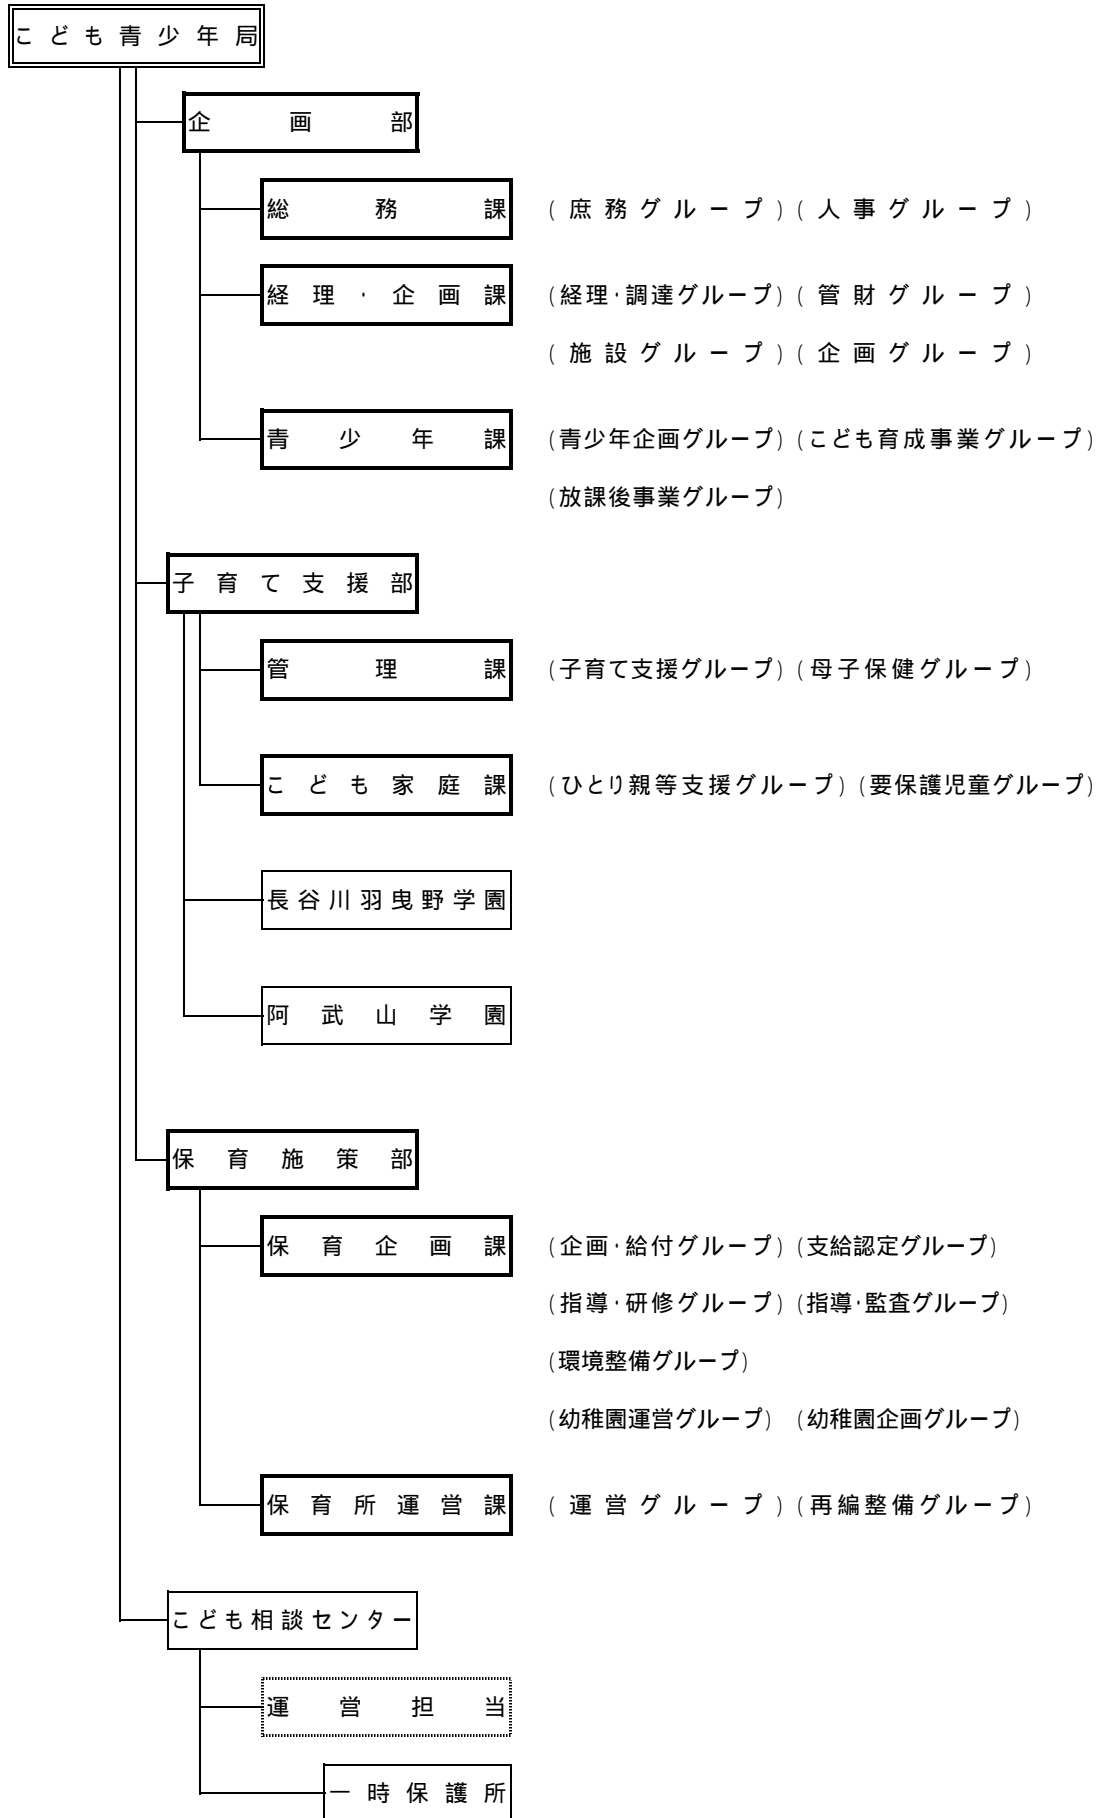 こども青少年局
企画部
総務課 (庶務グループ)(人事グループ)
経理・企画課 (経理・調達グループ)(管財グループ)
(施設グループ)(企画グループ)
青少年課 (青少年企画グループ)(こども育成事業グループ)
(放課後事業グループ)
子育て支援部
管理課 (子育て支援グループ)(母子保健グループ)
こども家庭課 (ひとり親等支援グループ)(要保護児童グループ)
長谷川羽曳野学園
阿武山学園
保育施策部
保育企画課 (企画・給付グループ)(支給認定グループ)
(指導・研修グループ)(指導・監査グループ)
(環境整備グループ)
(幼稚園運営グループ) (幼稚園企画グループ)
保育所運営課 (運営グループ)(再編整備グループ)
こども相談センター
運営担当
一時保護所